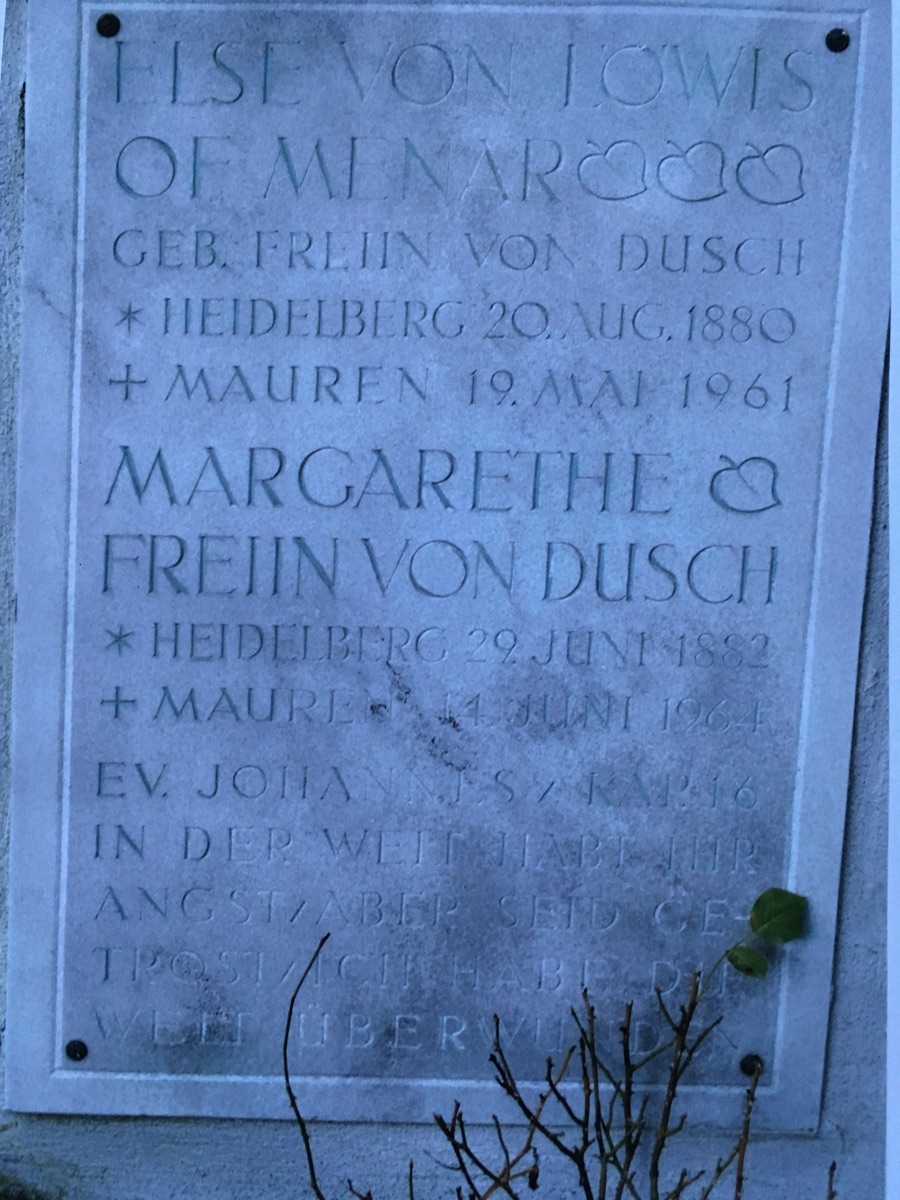 ELSE VON LÖWIS
OF MENAR
GEB. FREIIN VON DUSCH
* HEIDELBERG 20. AUG. 1880
+ MAUREN 19. MAI 1961
MARGARETHE
FREIIN VON DUSCH
* HEIDELBERG 29. JUNI 1882
+ MAUREN 14. JUNI 1964
EV. JOHANNES / KAP. 16
IN DER WELT HABT IHR
ANGST / ABER SEID GE-
TROST / ICH HABE DIE
WELT ÜBERWUNDEN